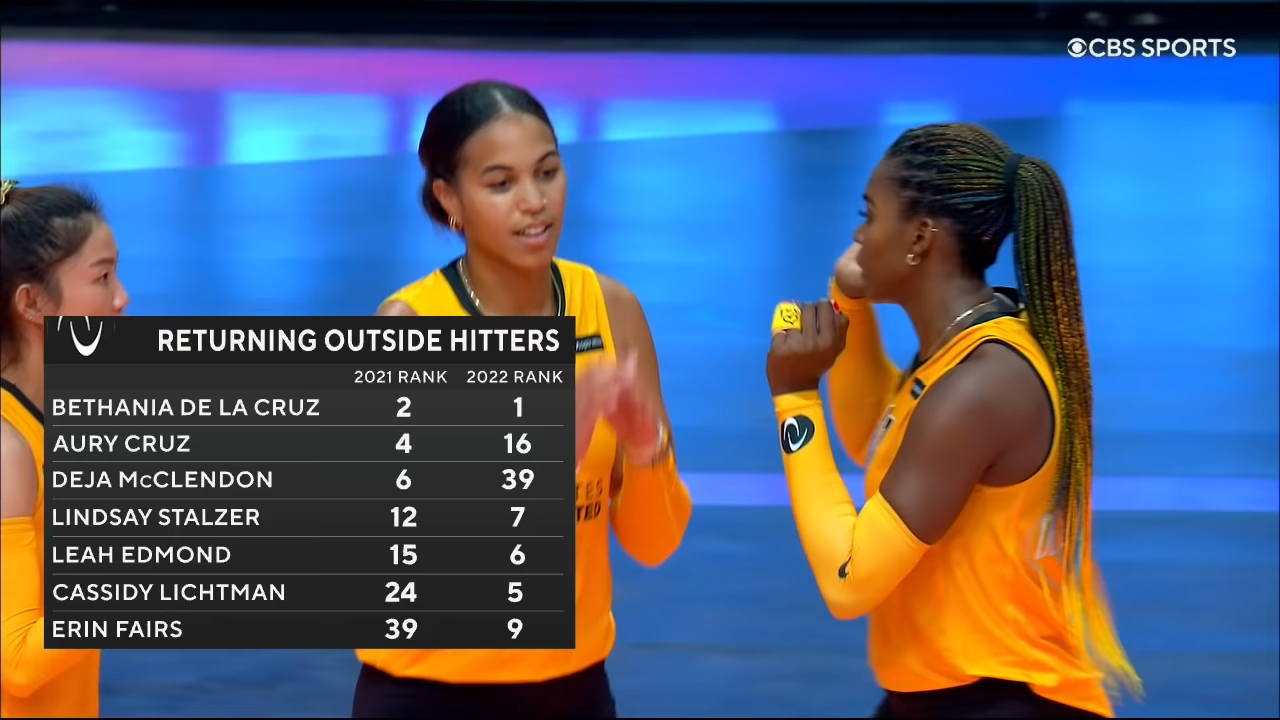 CBS SPORTS
RETURNING OUTSIDE HITTERS
2021 RANK 2022 RANK
BETHANIA DE LA CRUZ 2 1
AURY CRUZ 4 16
DEJA McCLENDON 6 39
LINDSAY STALZER 12 7
LEAH EDMOND 15 6
CASSIDY LICHTMAN 24 5
ERIN FAIRS 39 9